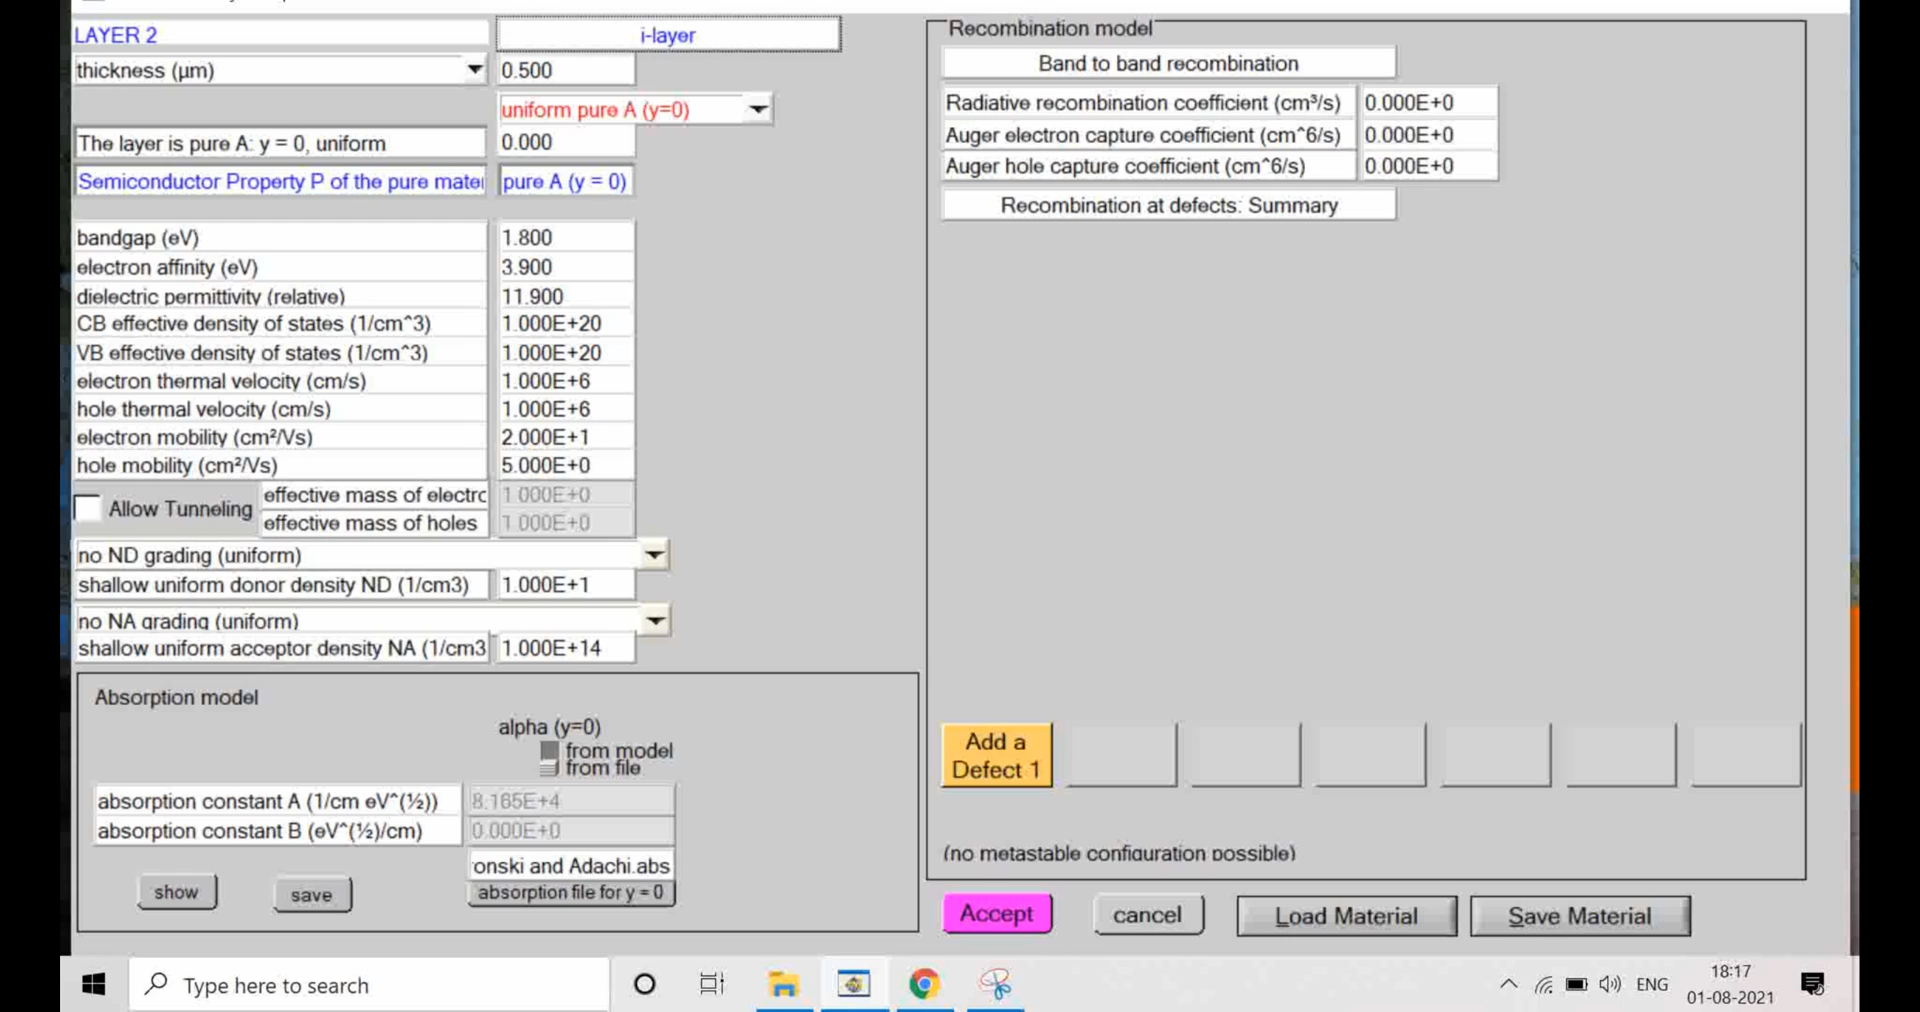 LAYER 2
i-layer
thickness (µm)
0.500
uniform pure A (y=0)
The layer is pure A: y = 0, uniform
0.000
Semiconductor Property P of the pure mate
pure A (y = 0)
bandgap (eV)
1.800
electron affinity (eV)
3.900
dielectric permittivity (relative)
11.900
CB effective density of states (1/cm^3)
1.000E+20
VB effective density of states (1/cm^3)
1.000E+20
electron thermal velocity (cm/s)
1.000E+6
hole thermal velocity (cm/s)
1.000E+6
electron mobility (cm²/Vs)
2.000E+1
hole mobility (cm²/Vs)
5.000E+0
Allow Tunneling
effective mass of electro
1.000E+0
effective mass of holes
1.000E+0
no ND grading (uniform)
shallow uniform donor density ND (1/cm3)
1.000E+1
no NA grading (uniform)
shallow uniform acceptor density NA (1/cm3
1.000E+14
Absorption model
alpha (y=0)
from model
from file
absorption constant A (1/cm eV^(½))
8.165E+4
absorption constant B (eV^(½)/cm)
0.000E+0
onski and Adachi.abs
show
save
absorption file for y = 0
Recombination model
Band to band recombination
Radiative recombination coefficient (cm³/s)
0.000E+0
Auger electron capture coefficient (cm^6/s)
0.000E+0
Auger hole capture coefficient (cm^6/s)
0.000E+0
Recombination at defects: Summary
Add a
Defect 1
(no metastable configuration possible)
Accept
cancel
Load Material
Save Material
Type here to search
ENG
18:17
01-08-2021